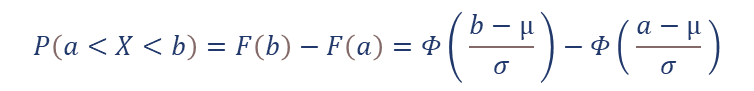 P(a < X < b) = F(b) − F(a) = Φ((b − μ)/σ) − Φ((a − μ)/σ)